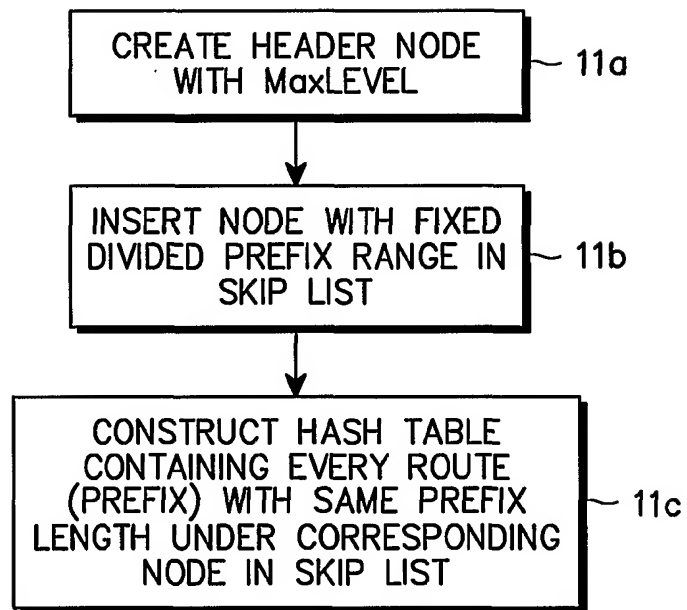 CREATE HEADER NODE
WITH MaxLEVEL
11a
INSERT NODE WITH FIXED
DIVIDED PREFIX RANGE IN
SKIP LIST
11b
CONSTRUCT HASH TABLE
CONTAINING EVERY ROUTE
(PREFIX) WITH SAME PREFIX
LENGTH UNDER CORRESPONDING
NODE IN SKIP LIST
11c